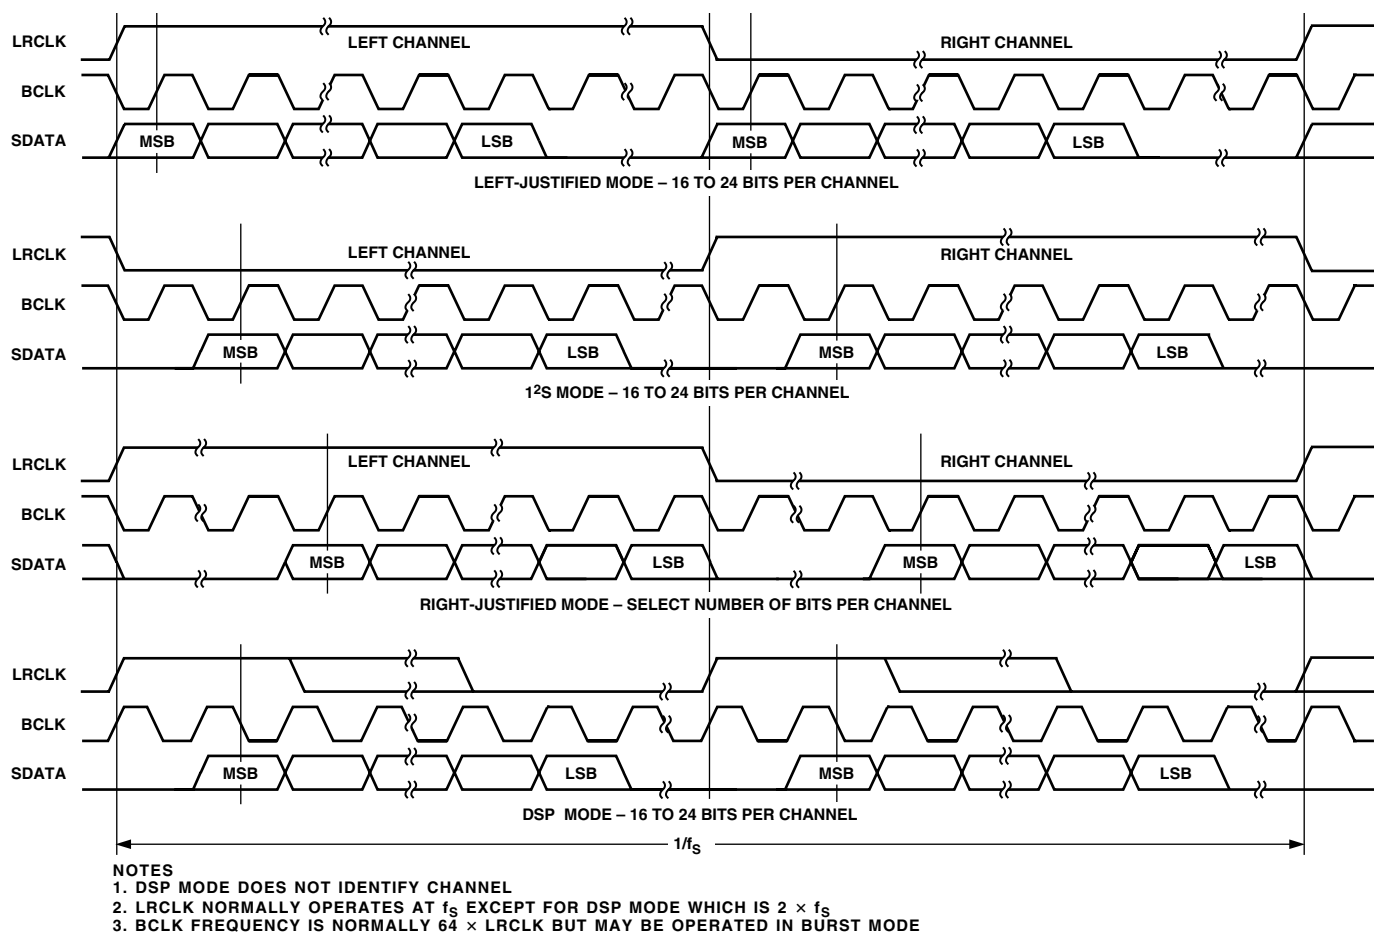 LRCLK LEFT CHANNEL RIGHT CHANNEL
BCLK
SDATA MSB LSB MSB LSB
LEFT-JUSTIFIED MODE – 16 TO 24 BITS PER CHANNEL
LRCLK LEFT CHANNEL RIGHT CHANNEL
BCLK
SDATA MSB LSB MSB LSB
1²S MODE – 16 TO 24 BITS PER CHANNEL
LRCLK LEFT CHANNEL RIGHT CHANNEL
BCLK
SDATA MSB LSB MSB LSB
RIGHT-JUSTIFIED MODE – SELECT NUMBER OF BITS PER CHANNEL
LRCLK
BCLK
SDATA MSB LSB MSB LSB
DSP MODE – 16 TO 24 BITS PER CHANNEL
1/fS
NOTES
1. DSP MODE DOES NOT IDENTIFY CHANNEL
2. LRCLK NORMALLY OPERATES AT fS EXCEPT FOR DSP MODE WHICH IS 2 × fS
3. BCLK FREQUENCY IS NORMALLY 64 × LRCLK BUT MAY BE OPERATED IN BURST MODE